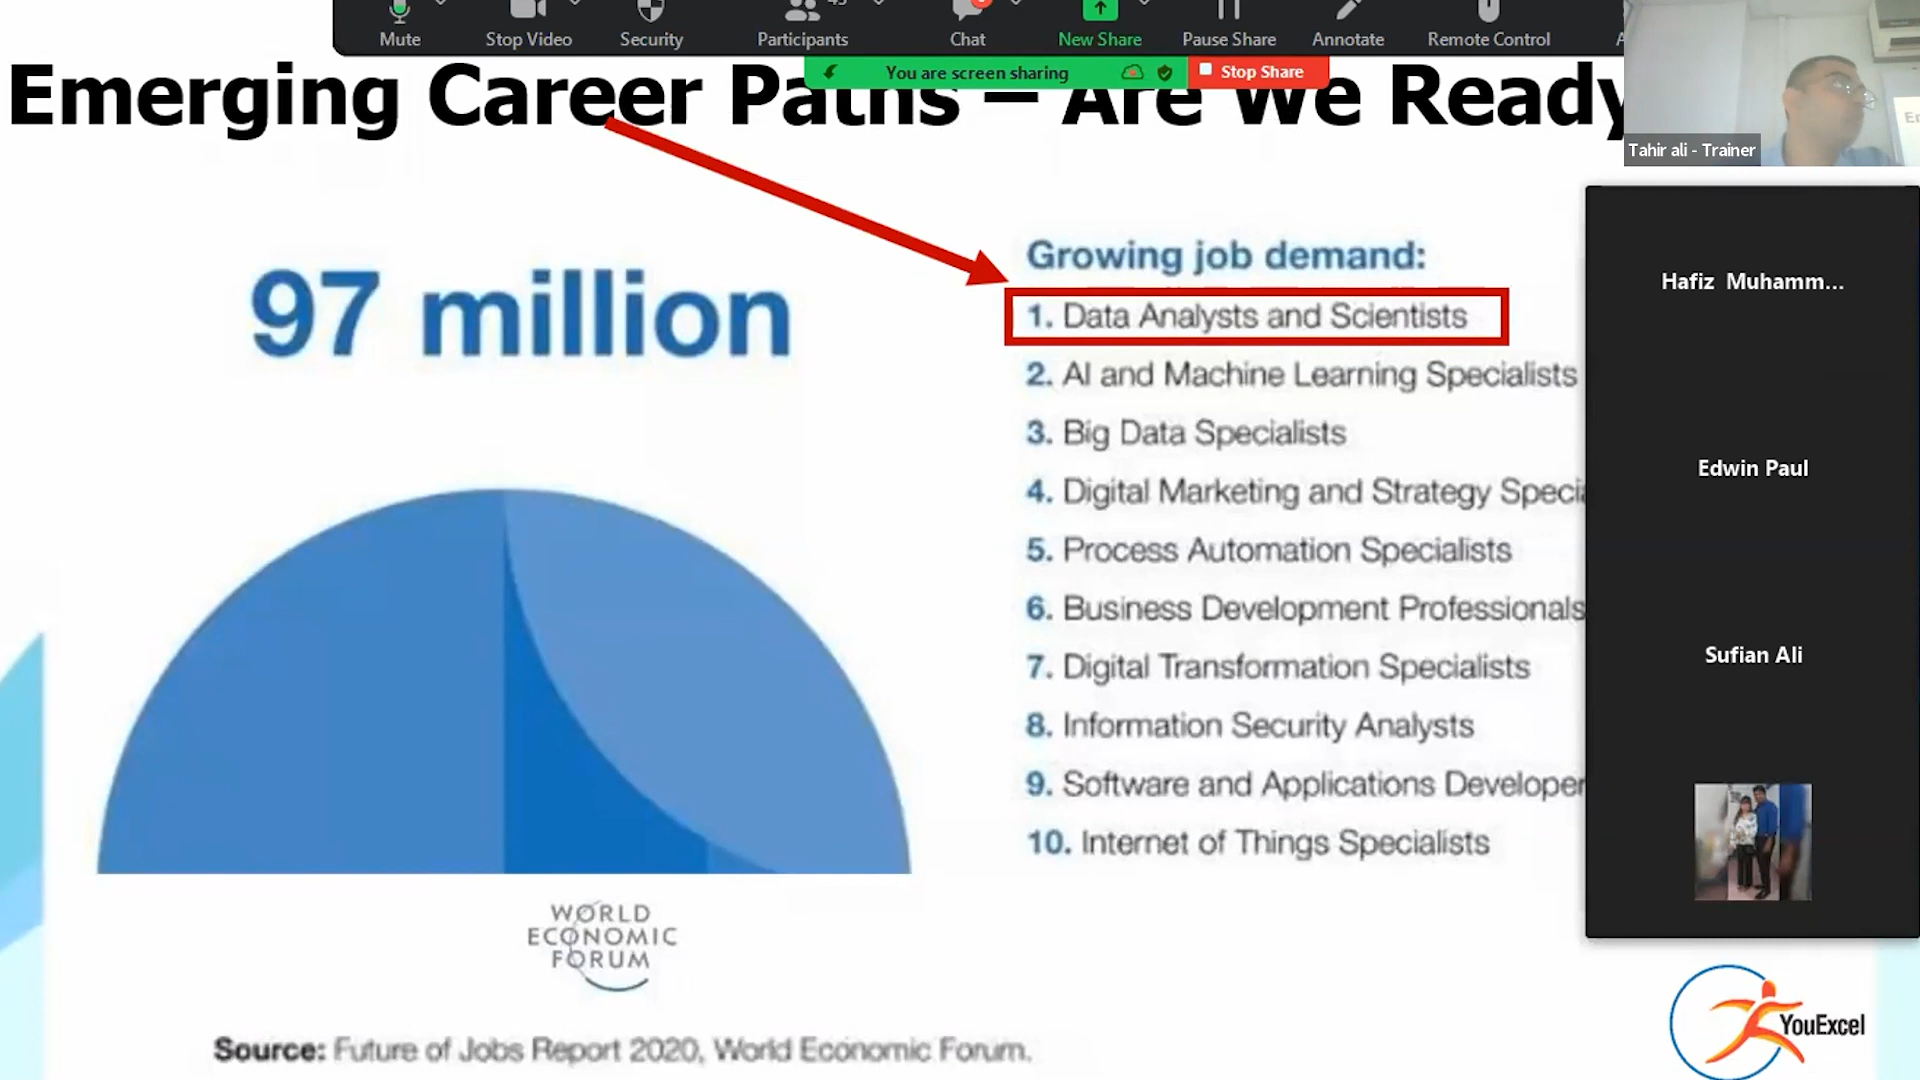 Mute
Stop Video
Security
Participants
Chat
New Share
Pause Share
Annotate
Remote Control
You are screen sharing
Stop Share
Emerging Career Paths – Are We Ready
Tahir ali - Trainer
97 million
Growing job demand:
1. Data Analysts and Scientists
2. AI and Machine Learning Specialists
3. Big Data Specialists
4. Digital Marketing and Strategy Speci
5. Process Automation Specialists
6. Business Development Professionals
7. Digital Transformation Specialists
8. Information Security Analysts
9. Software and Applications Developer
10. Internet of Things Specialists
Hafiz Muhamm...
Edwin Paul
Sufian Ali
WORLD
ECONOMIC
FORUM
Source: Future of Jobs Report 2020, World Economic Forum.
YouExcel